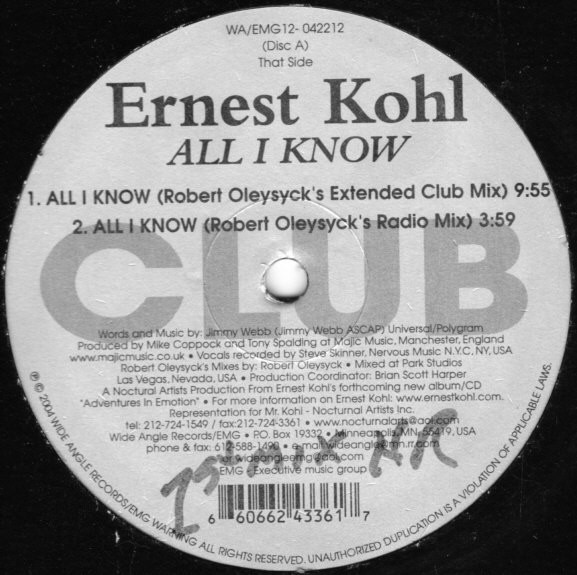 WA/EMG12- 042212
(Disc A)
That Side
Ernest Kohl
ALL I KNOW
1. ALL I KNOW (Robert Oleysyck's Extended Club Mix) 9:55
2. ALL I KNOW (Robert Oleysyck's Radio Mix) 3:59
CLUB
Words and Music by: Jimmy Webb (Jimmy Webb ASCAP) Universal/Polygram
Produced by Mike Coppock and Tony Spalding at Majic Music, Manchester, England
www.majicmusic.co.uk • Vocals recorded by Steve Skinner, Nervous Music N.Y.C, NY, USA
Robert Oleysyck's Mixes by: Robert Oleysyck • Mixed at Park Studios
Las Vegas, Nevada, USA • Production Coordinator: Brian Scott Harper
A Noctural Artists Production From Ernest Kohl's forthcoming new album/CD
"Adventures In Emotion" • For more information on Ernest Kohl: www.ernestkohl.com.
Representation for Mr. Kohl - Nocturnal Artists Inc.
tel: 212-724-1549 / fax:212-724-3361 • www.nocturnalartists@aol.com
Wide Angle Records/EMG • P.O. Box 19332 • Minneapolis, MN, 55419, USA
phone & fax: 612-588-1490 • e-mail:
EMG - Executive music group
6 60662 43361 7
℗ © 2004 WIDE ANGLE RECORDS/EMG WARNING ALL RIGHTS RESERVED. UNAUTHORIZED DUPLICATION IS A VIOLATION OF APPLICABLE LAWS.